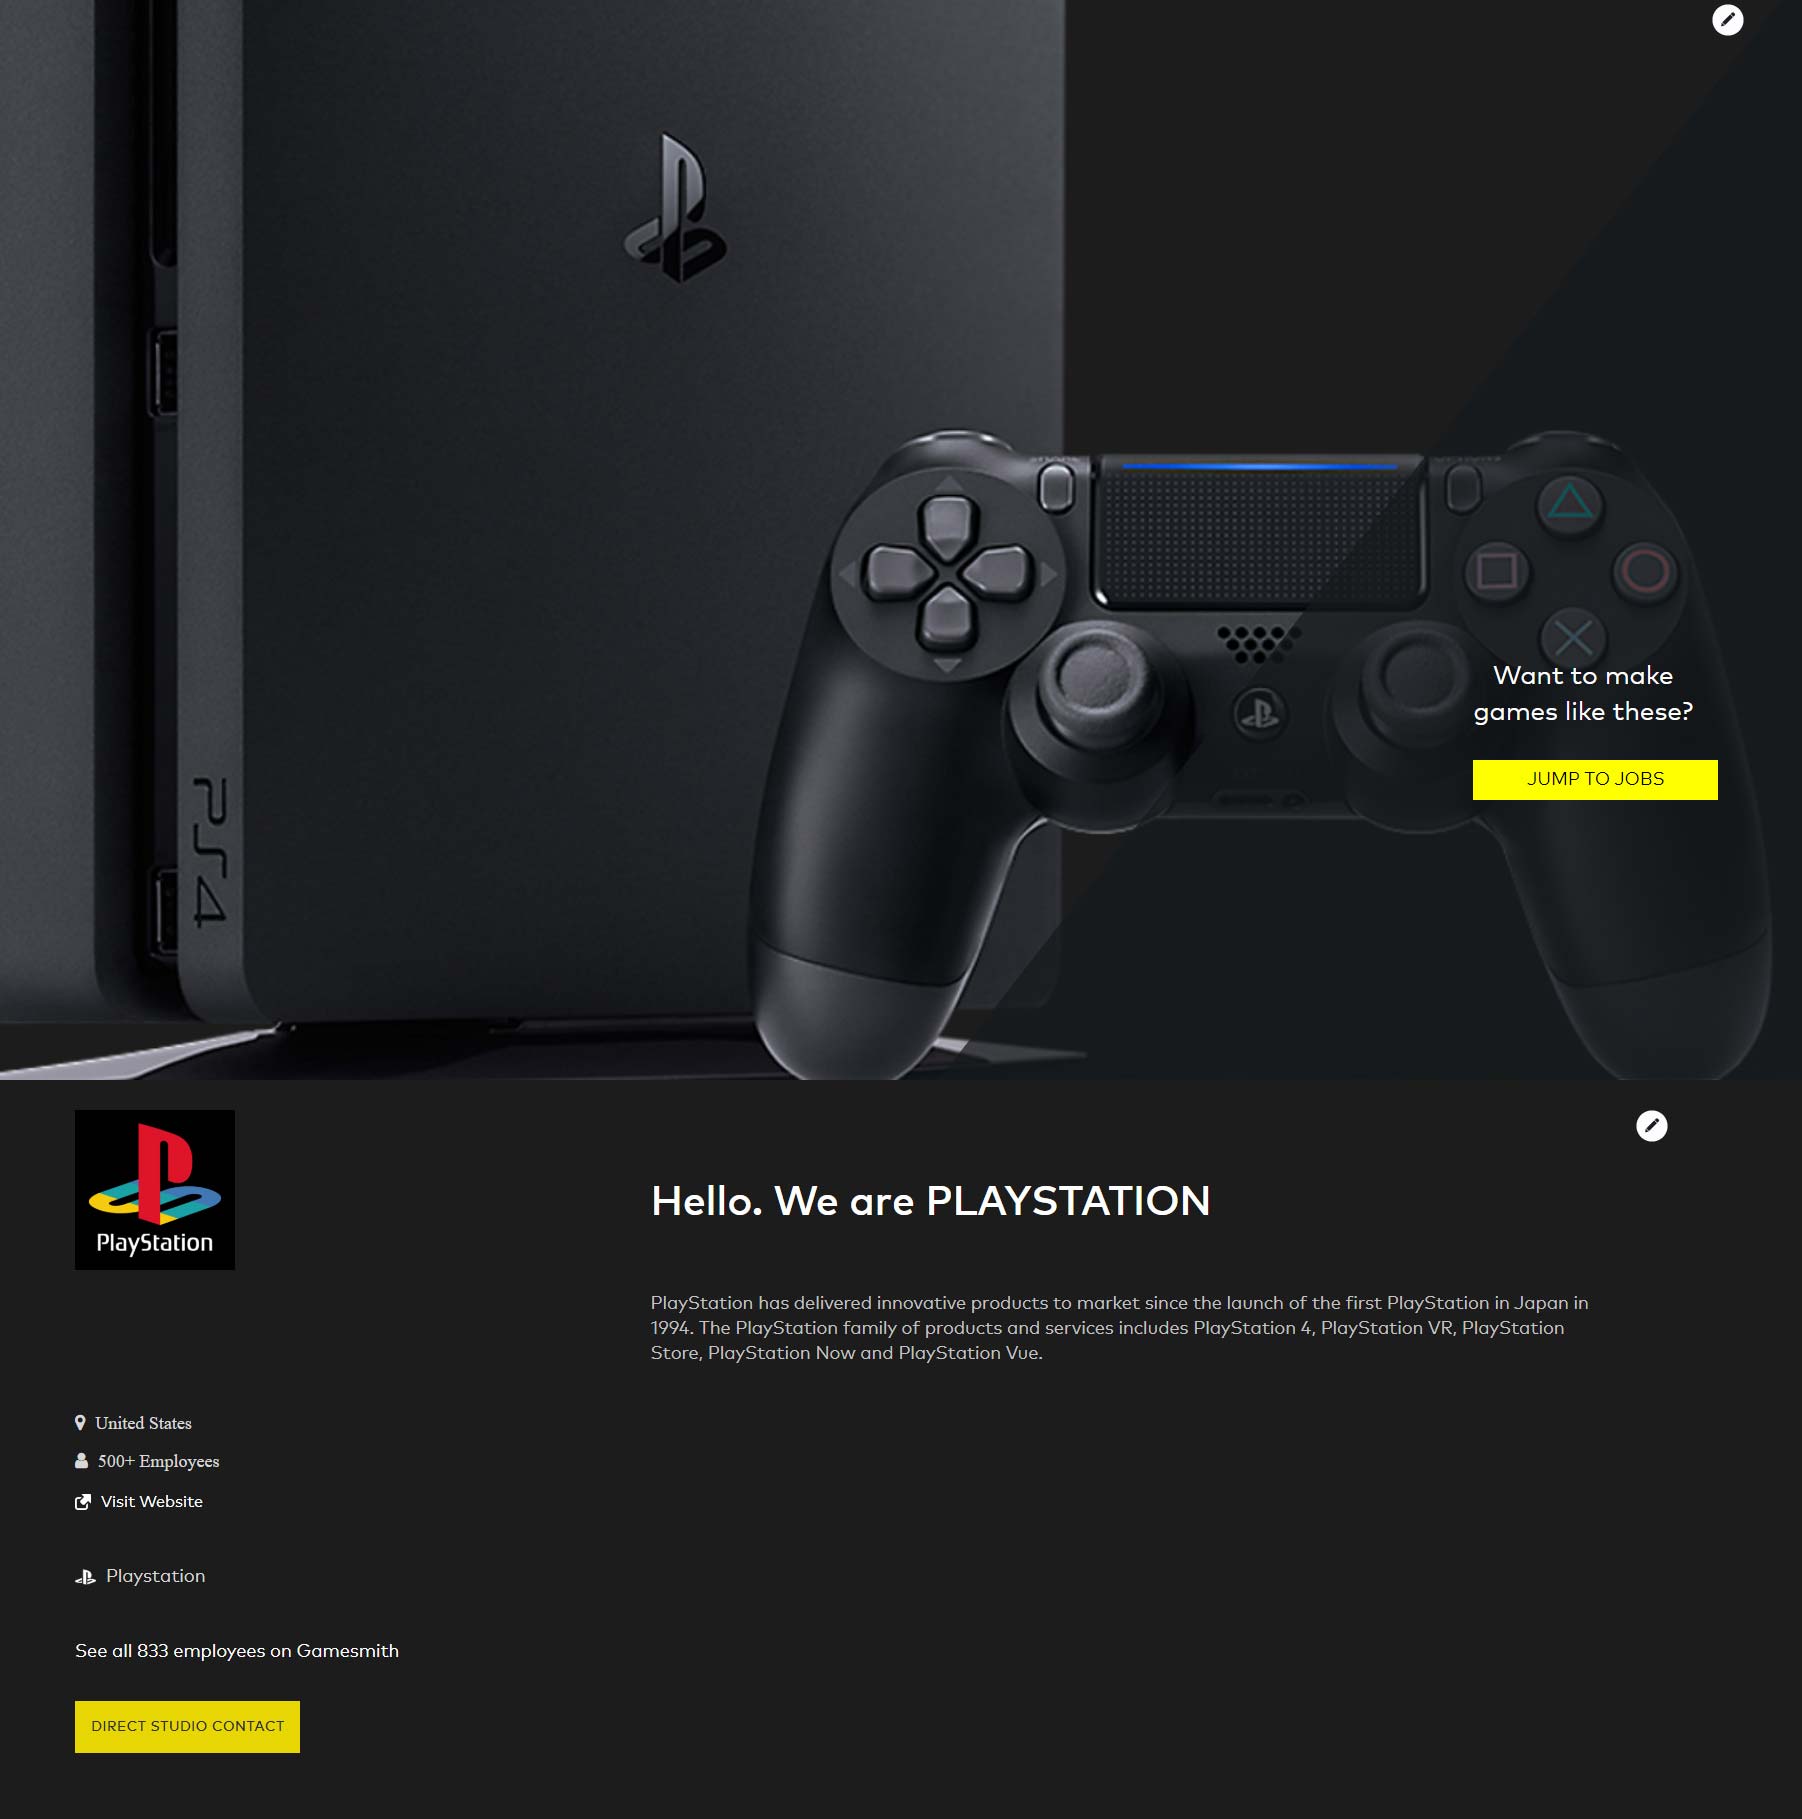 PS4
Want to make
games like these?
JUMP TO JOBS
PlayStation
Hello. We are PLAYSTATION
PlayStation has delivered innovative products to market since the launch of the first PlayStation in Japan in
1994. The PlayStation family of products and services includes PlayStation 4, PlayStation VR, PlayStation
Store, PlayStation Now and PlayStation Vue.
United States
500+ Employees
Visit Website
Playstation
See all 833 employees on Gamesmith
DIRECT STUDIO CONTACT